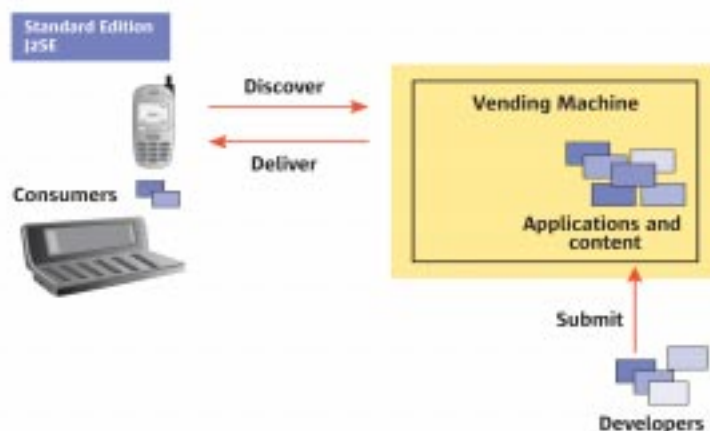 Standard Edition
J2SE
Discover
Vending Machine
Deliver
Consumers
Applications and
content
Submit
Developers